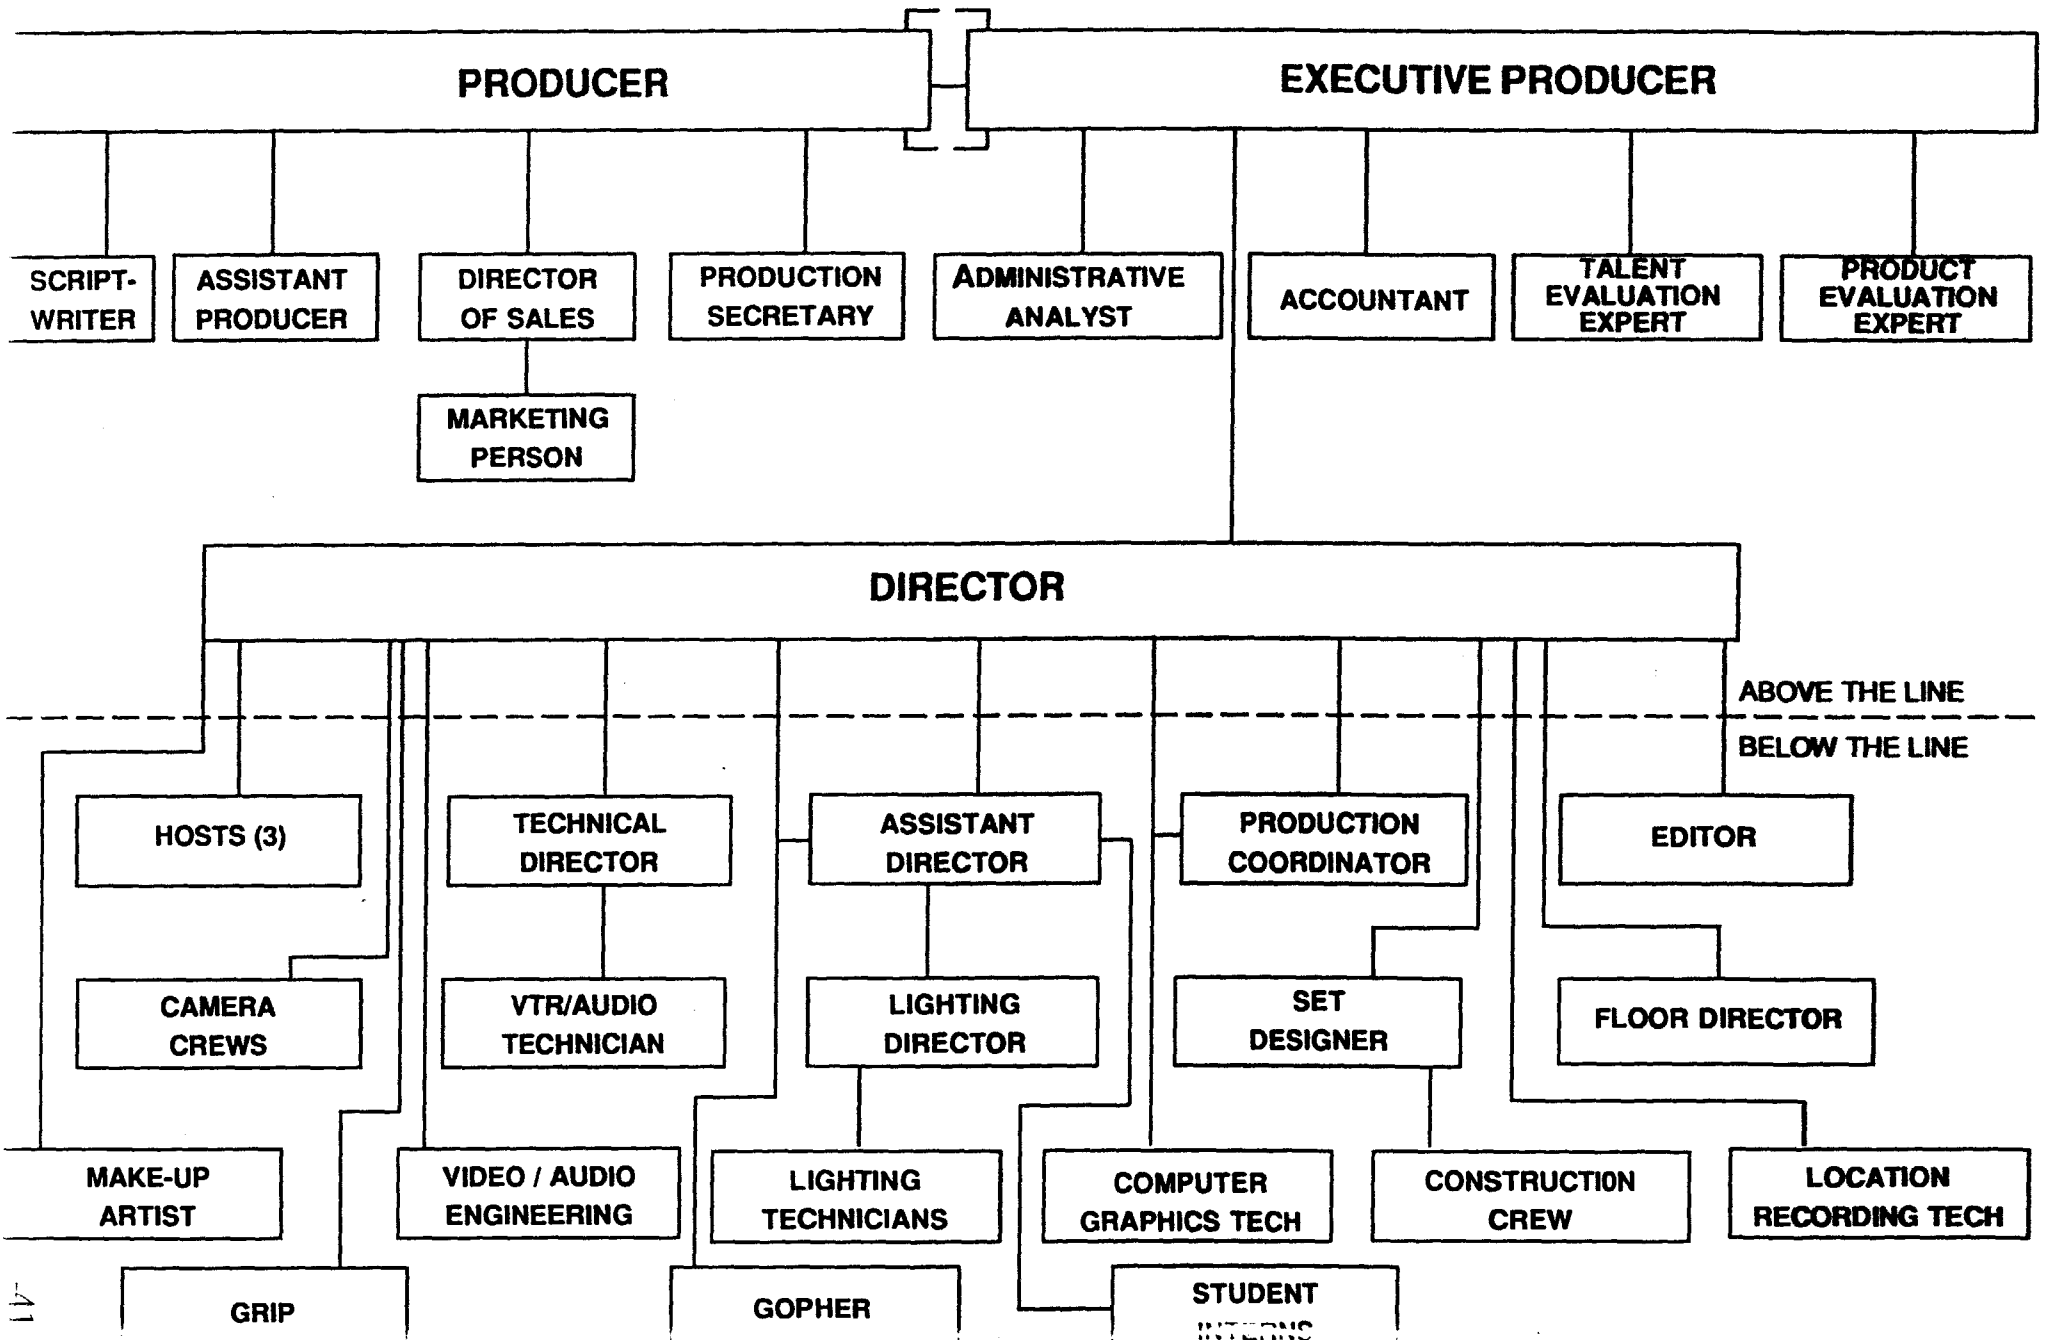 PRODUCER
EXECUTIVE PRODUCER
SCRIPT-
WRITER
ASSISTANT
PRODUCER
DIRECTOR
OF SALES
PRODUCTION
SECRETARY
ADMINISTRATIVE
ANALYST
ACCOUNTANT
TALENT
EVALUATION
EXPERT
PRODUCT
EVALUATION
EXPERT
MARKETING
PERSON
DIRECTOR
ABOVE THE LINE
BELOW THE LINE
HOSTS (3)
TECHNICAL
DIRECTOR
ASSISTANT
DIRECTOR
PRODUCTION
COORDINATOR
EDITOR
CAMERA
CREWS
VTR/AUDIO
TECHNICIAN
LIGHTING
DIRECTOR
SET
DESIGNER
FLOOR DIRECTOR
MAKE-UP
ARTIST
VIDEO / AUDIO
ENGINEERING
LIGHTING
TECHNICIANS
COMPUTER
GRAPHICS TECH
CONSTRUCTION
CREW
LOCATION
RECORDING TECH
GRIP
GOPHER
STUDENT
INTERNS